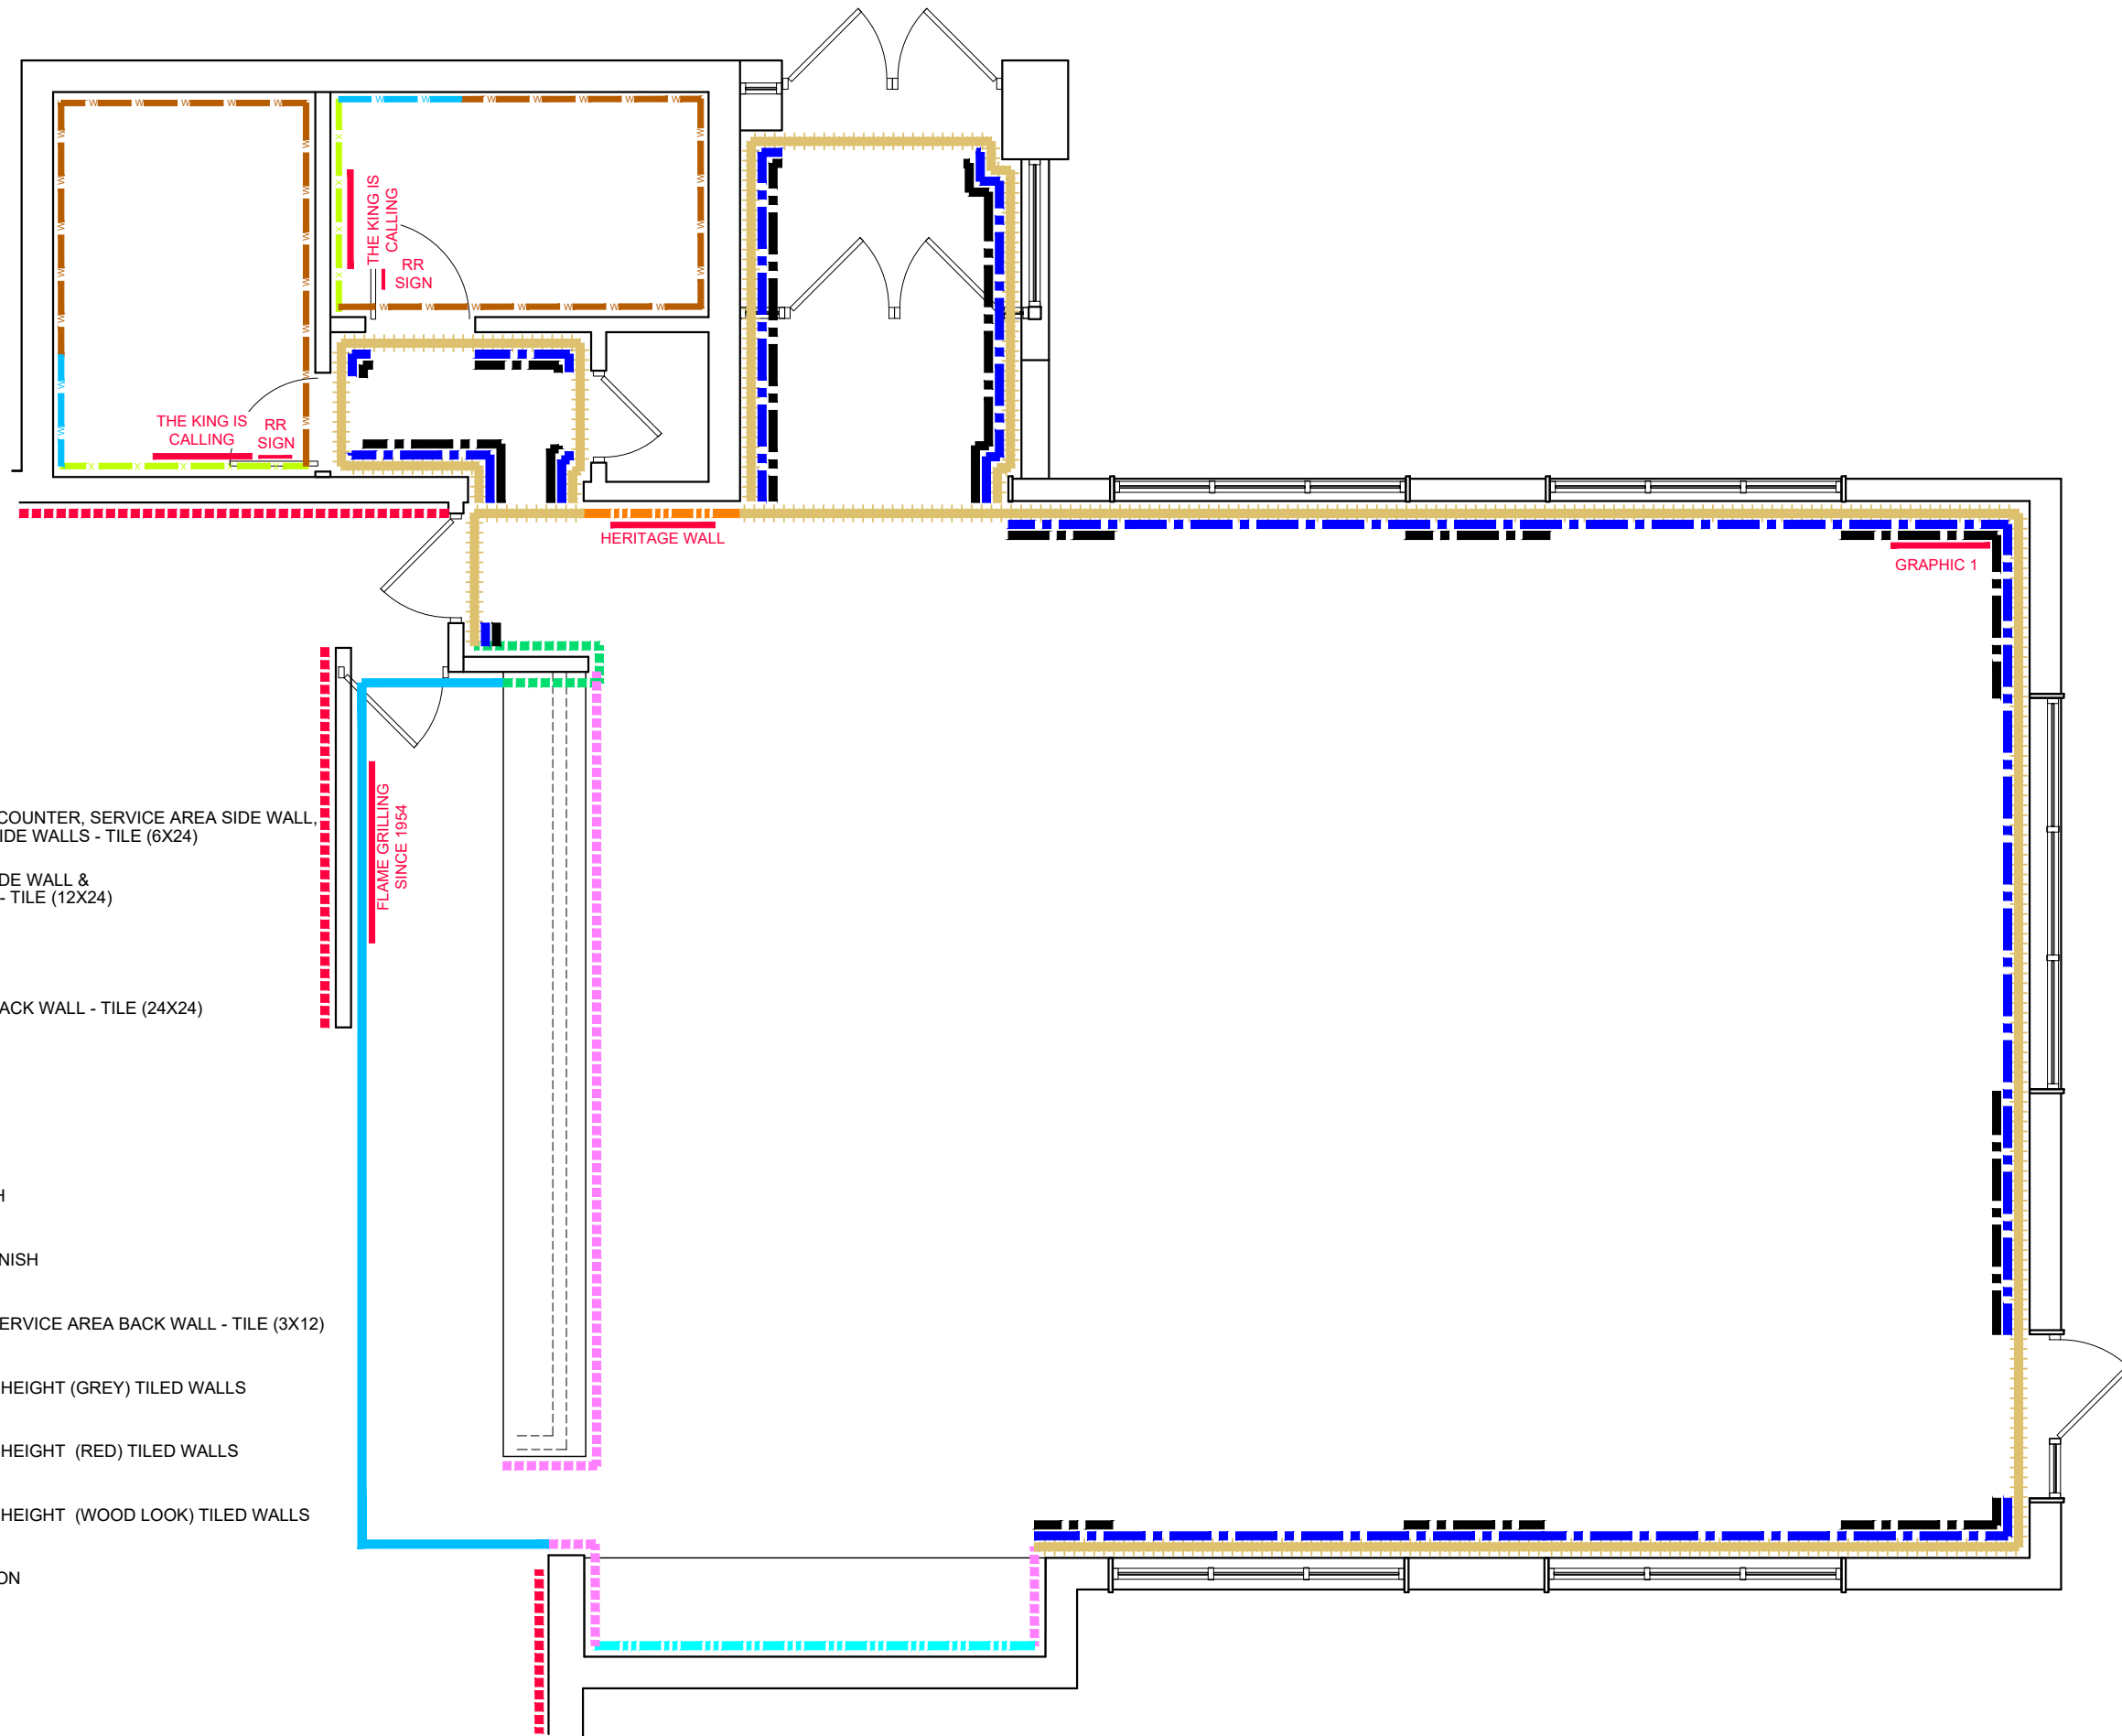 THE KING IS
CALLING
RR
SIGN
THE KING IS
CALLING
RR
SIGN
HERITAGE WALL
GRAPHIC 1
FLAME GRILLING
SINCE 1954
COUNTER, SERVICE AREA SIDE WALL,
IDE WALLS - TILE (6X24)
DE WALL &
- TILE (12X24)
ACK WALL - TILE (24X24)
H
NISH
ERVICE AREA BACK WALL - TILE (3X12)
HEIGHT (GREY) TILED WALLS
HEIGHT (RED) TILED WALLS
HEIGHT (WOOD LOOK) TILED WALLS
ON